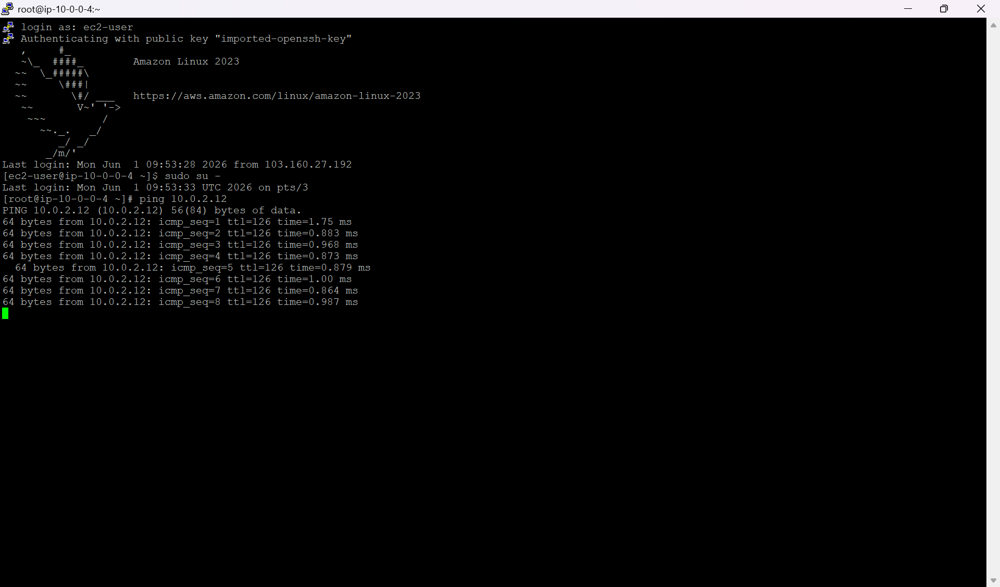 root@ip-10-0-0-4:~
login as: ec2-user
Authenticating with public key "imported-openssh-key"
   ,     #_
   ~\_  ####_        Amazon Linux 2023
  ~~  \_#####\
  ~~     \###|
  ~~       \#/ ___   https://aws.amazon.com/linux/amazon-linux-2023
   ~~       V~' '->
    ~~~         /
      ~~._.   _/
         _/ _/
       _/m/'
Last login: Mon Jun  1 09:53:28 2026 from 103.160.27.192
[ec2-user@ip-10-0-0-4 ~]$ sudo su -
Last login: Mon Jun  1 09:53:33 UTC 2026 on pts/3
[root@ip-10-0-0-4 ~]# ping 10.0.2.12
PING 10.0.2.12 (10.0.2.12) 56(84) bytes of data.
64 bytes from 10.0.2.12: icmp_seq=1 ttl=126 time=1.75 ms
64 bytes from 10.0.2.12: icmp_seq=2 ttl=126 time=0.883 ms
64 bytes from 10.0.2.12: icmp_seq=3 ttl=126 time=0.968 ms
64 bytes from 10.0.2.12: icmp_seq=4 ttl=126 time=0.873 ms
  64 bytes from 10.0.2.12: icmp_seq=5 ttl=126 time=0.879 ms
64 bytes from 10.0.2.12: icmp_seq=6 ttl=126 time=1.00 ms
64 bytes from 10.0.2.12: icmp_seq=7 ttl=126 time=0.864 ms
64 bytes from 10.0.2.12: icmp_seq=8 ttl=126 time=0.987 ms